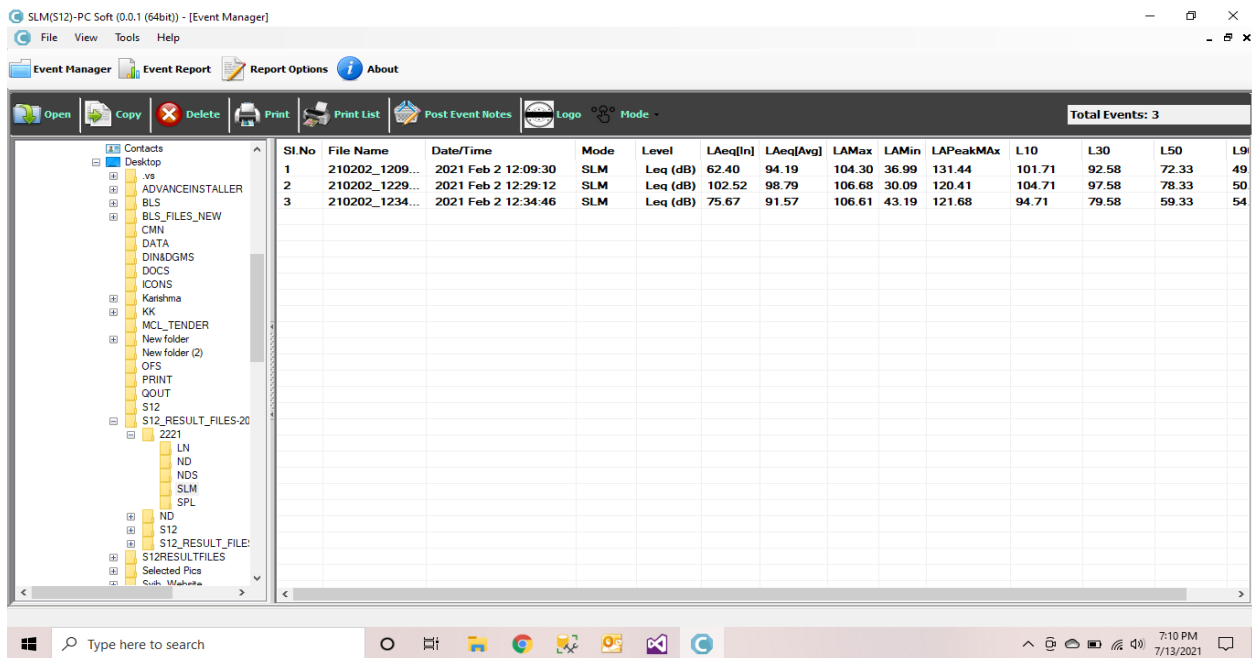 SLM(S12)-PC Soft (0.0.1 (64bit)) - [Event Manager]
File View Tools Help
Event Manager Event Report Report Options About
Open Copy Delete Print Print List Post Event Notes Logo Mode Total Events: 3
Contacts
Desktop
.vs
ADVANCEINSTALLER
BLS
BLS_FILES_NEW
CMN
DATA
DIN&DGMS
DOCS
ICONS
Karishma
KK
MCL_TENDER
New folder
New folder (2)
OFS
PRINT
QOUT
S12
S12_RESULT_FILES-20
2221
LN
ND
NDS
SLM
SPL
ND
S12
S12_RESULT_FILE
S12RESULTFILES
Selected Pics
SI.No File Name Date/Time Mode Level LAeq[In] LAeq[Avg] LAMax LAMin LAPeakMAx L10 L30 L50 L9
1 210202_1209... 2021 Feb 2 12:09:30 SLM Leq (dB) 62.40 94.19 104.30 36.99 131.44 101.71 92.58 72.33 49.
2 210202_1229... 2021 Feb 2 12:29:12 SLM Leq (dB) 102.52 98.79 106.68 30.09 120.41 104.71 97.58 78.33 50.
3 210202_1234... 2021 Feb 2 12:34:46 SLM Leq (dB) 75.67 91.57 106.61 43.19 121.68 94.71 79.58 59.33 54.
Type here to search
7:10 PM
7/13/2021